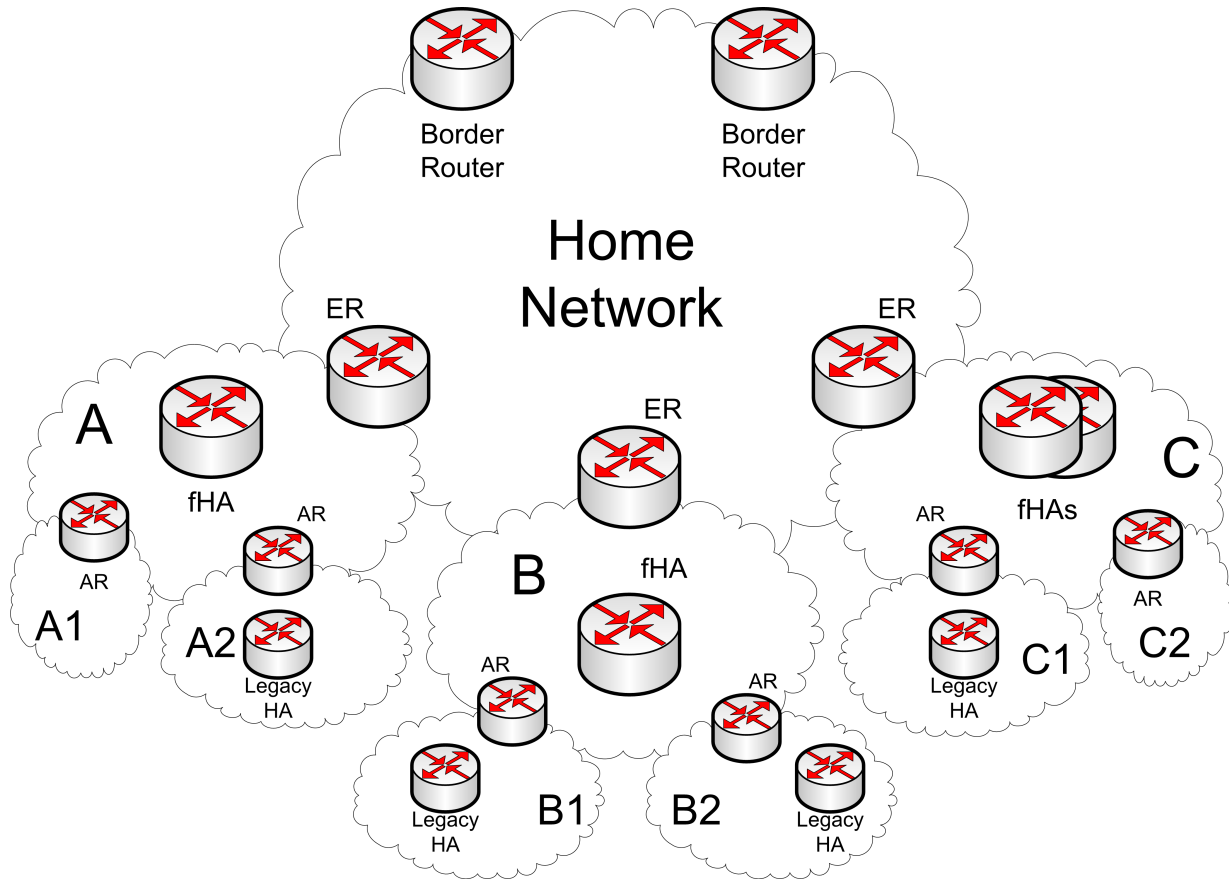 Border
Router
Border
Router
Home
Network
ER
ER
ER
A
fHA
AR
A1
AR
A2
Legacy
HA
B
fHA
AR
Legacy
HA
B1
AR
B2
Legacy
HA
C
fHAs
AR
Legacy
HA
C1
AR
C2